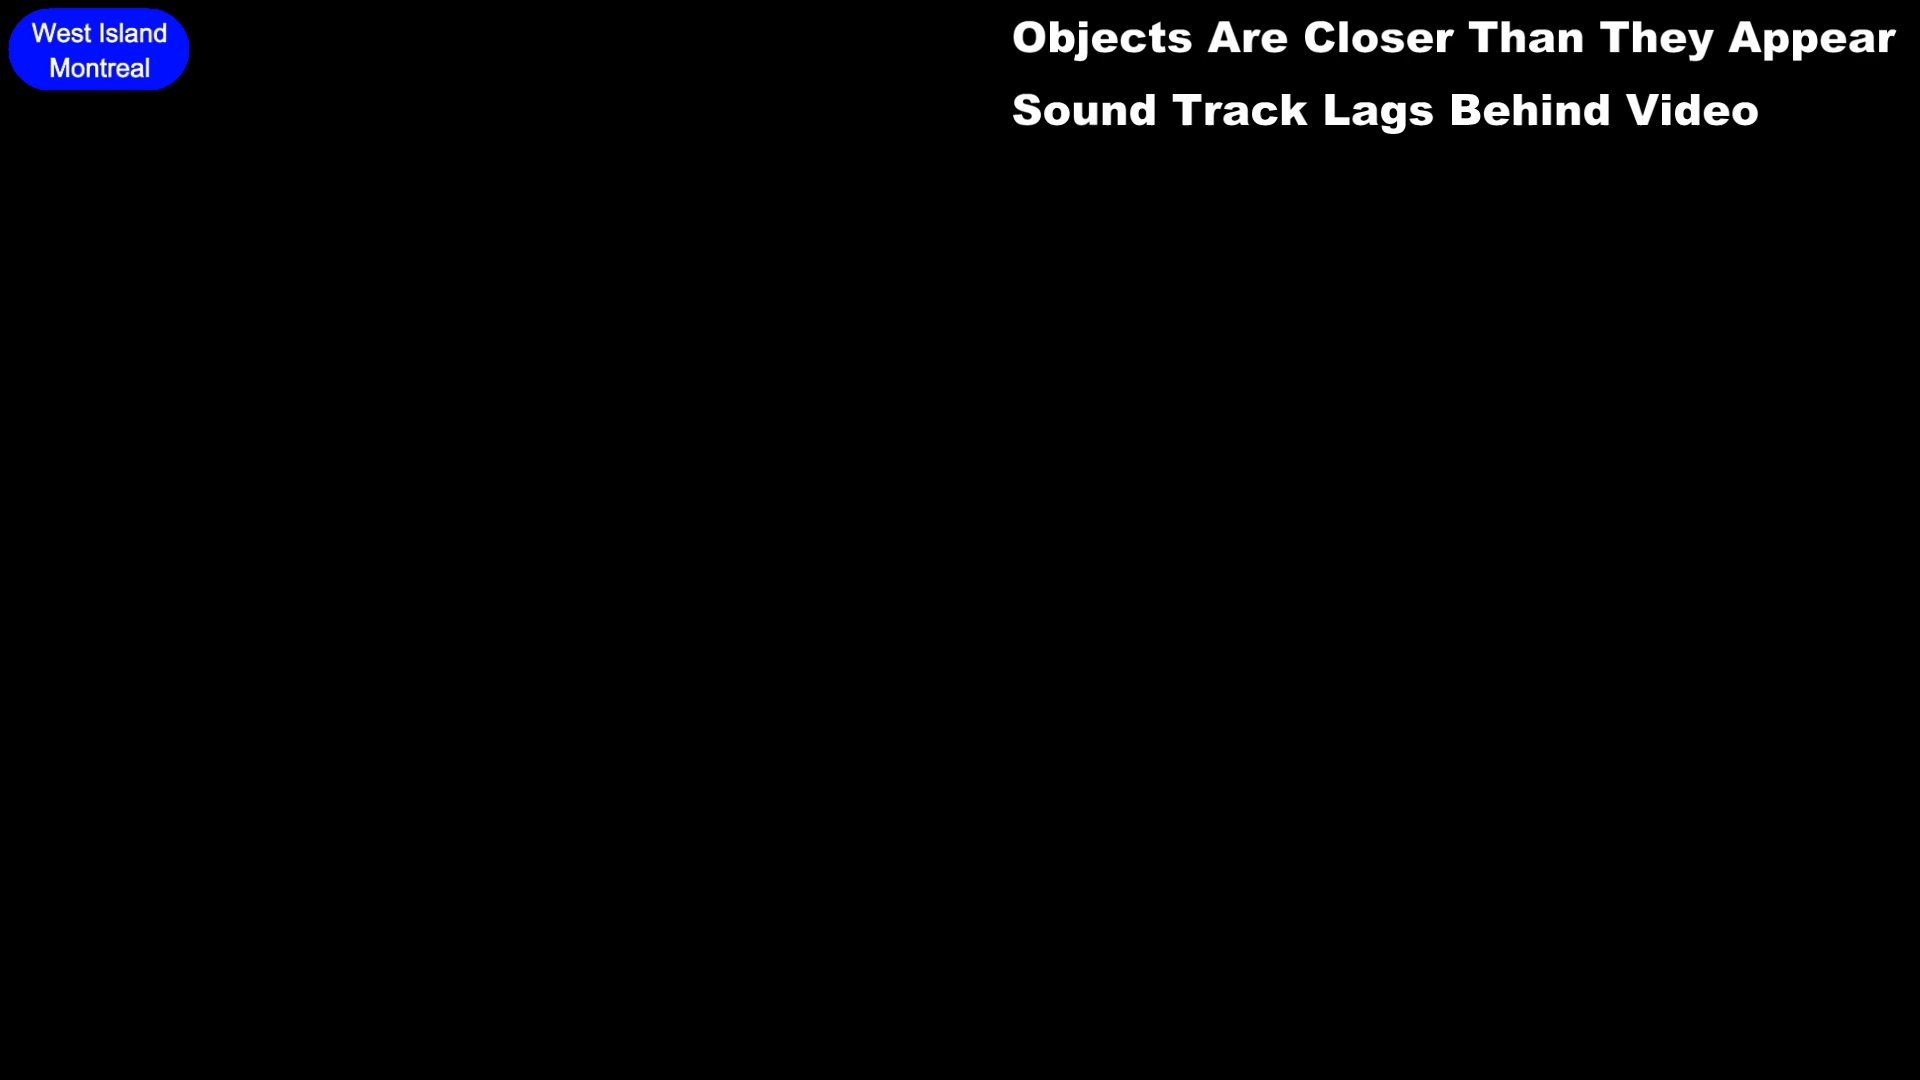 West Island
Montreal
Objects Are Closer Than They Appear
Sound Track Lags Behind Video